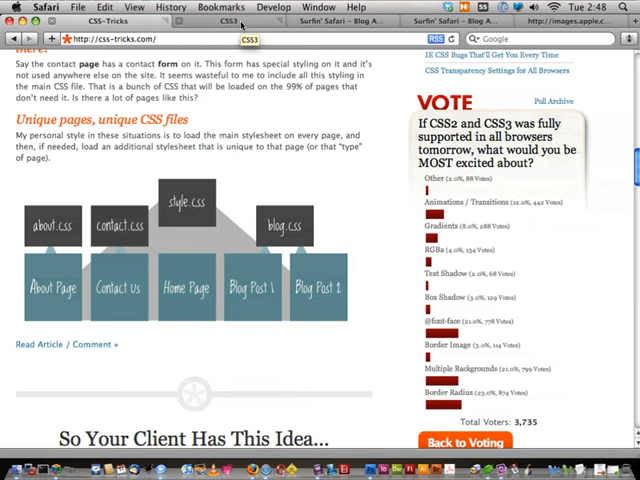 Safari File Edit View History Bookmarks Develop Window Help Tue 2:48
CSS-Tricks CSS3 Surfin' Safari - Blog A... Surfin' Safari - Blog A... http://images.apple.c...
http://css-tricks.com/ RSS Google
CSS3
there.
Say the contact page has a contact form on it. This form has special styling on it and it's
not used anywhere else on the site. It seems wasteful to me to include all this styling in
the main CSS file. That is a bunch of CSS that will be loaded on the 99% of pages that
don't need it. Is there a lot of pages like this?
Unique pages, unique CSS files
My personal style in these situations is to load the main stylesheet on every page, and
then, if needed, load an additional stylesheet that is unique to that page (or that "type"
of page).
style.css
about.css contact.css blog.css
About Page Contact Us Home Page Blog Post 1 Blog Post 2
Read Article / Comment »
So Your Client Has This Idea...
IE CSS Bugs That'll Get You Every Time
CSS Transparency Settings for All Browsers
VOTE Poll Archive
If CSS2 and CSS3 was fully
supported in all browsers
tomorrow, what would you be
MOST excited about?
Other (2.0%, 88 Votes)
Animations / Transitions (12.0%, 442 Votes)
Gradients (8.0%, 288 Votes)
RGBa (4.0%, 134 Votes)
Text Shadow (2.0%, 68 Votes)
Box Shadow (3.0%, 129 Votes)
@font-face (21.0%, 778 Votes)
Border Image (3.0%, 114 Votes)
Multiple Backgrounds (21.0%, 799 Votes)
Border Radius (23.0%, 874 Votes)
Total Voters: 3,735
Back to Voting